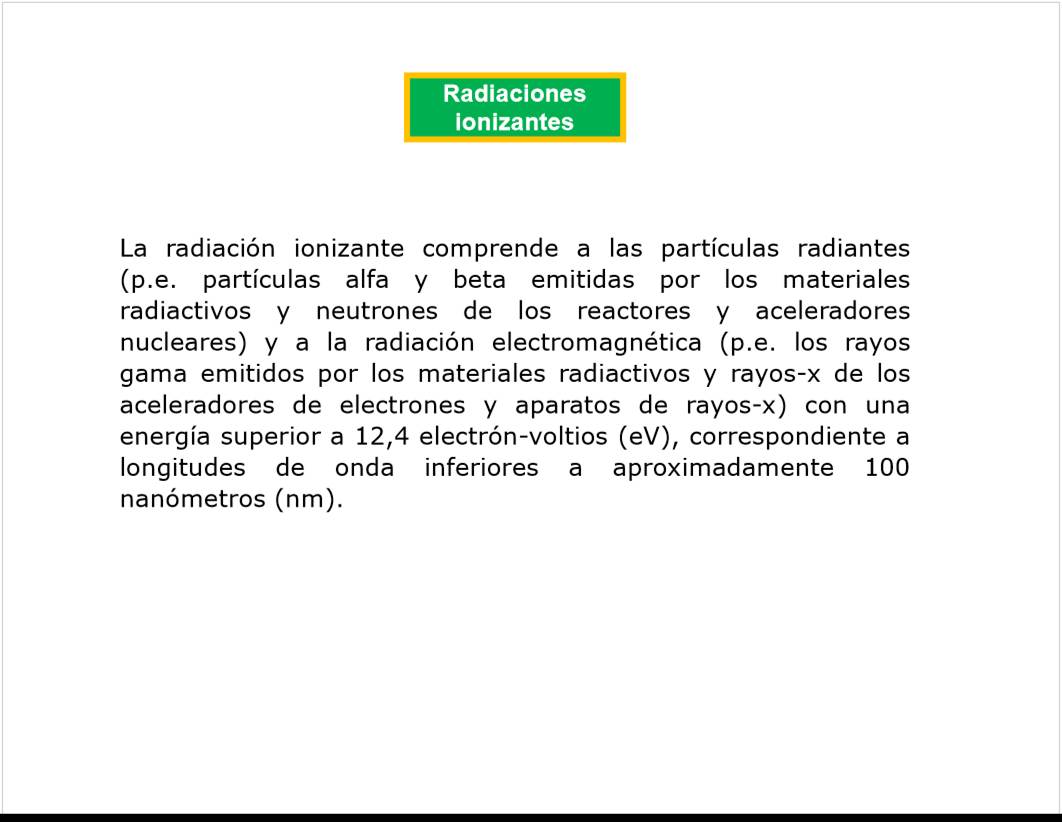 Radiaciones
ionizantes
La radiación ionizante comprende a las partículas radiantes
(p.e. partículas alfa y beta emitidas por los materiales
radiactivos y neutrones de los reactores y aceleradores
nucleares) y a la radiación electromagnética (p.e. los rayos
gama emitidos por los materiales radiactivos y rayos-x de los
aceleradores de electrones y aparatos de rayos-x) con una
energía superior a 12,4 electrón-voltios (eV), correspondiente a
longitudes de onda inferiores a aproximadamente 100
nanómetros (nm).